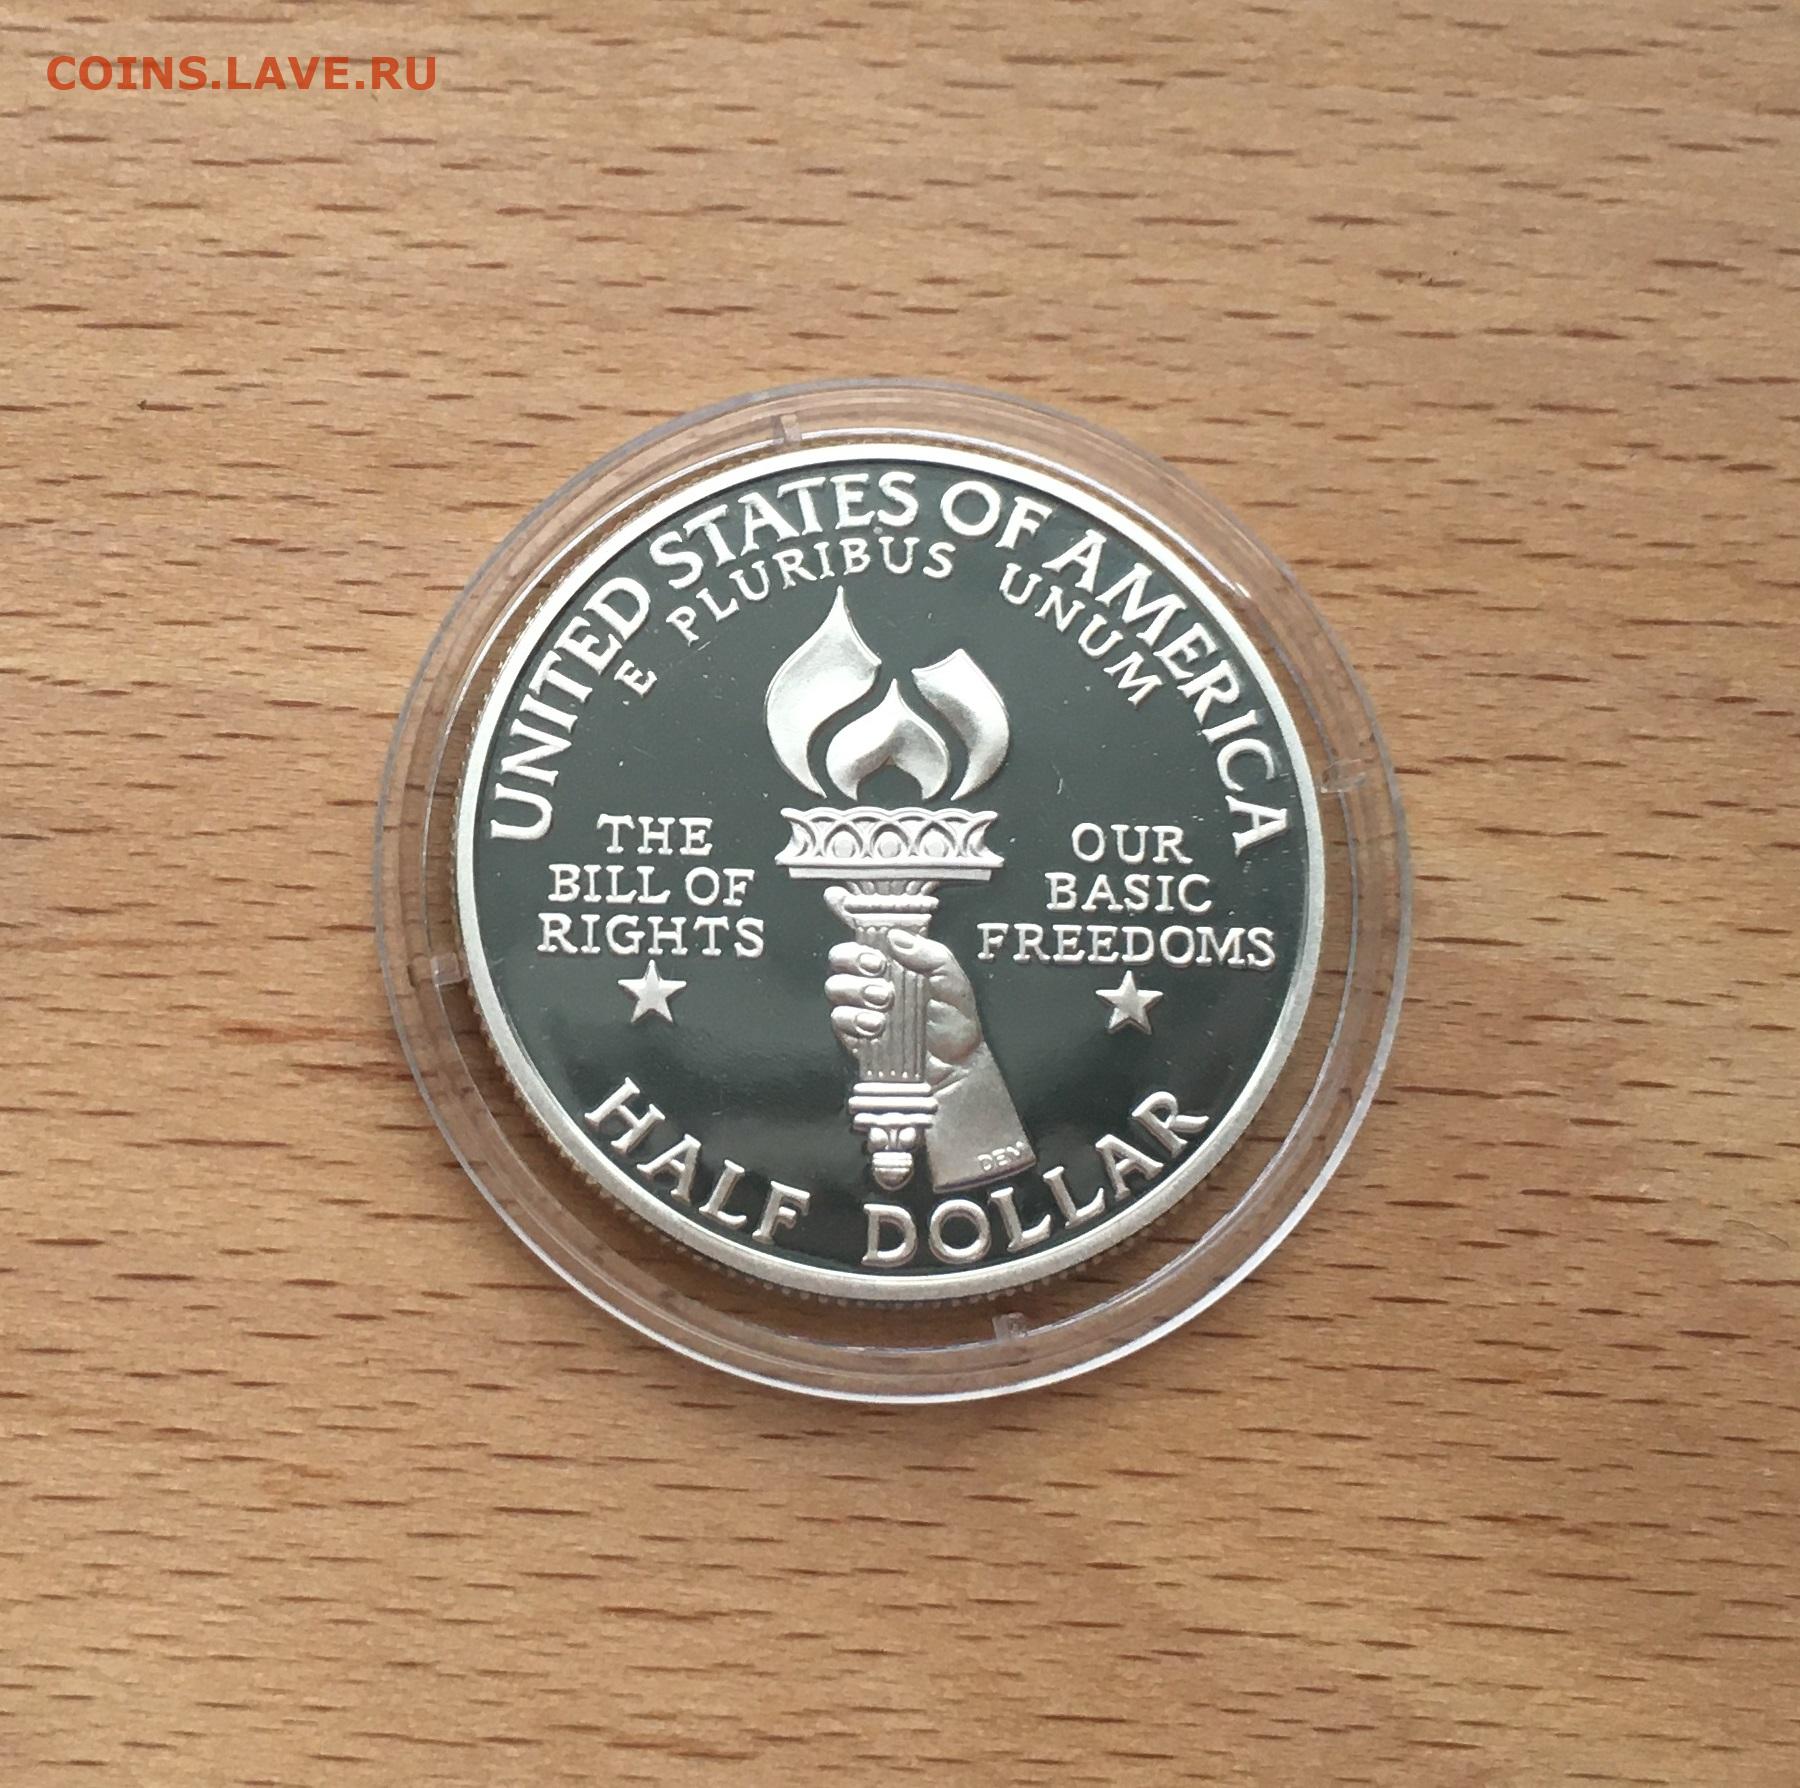 COINS.LAVE.RU
UNITED STATES OF AMERICA
E PLURIBUS UNUM
THE
BILL OF
RIGHTS
OUR
BASIC
FREEDOMS
HALF DOLLAR